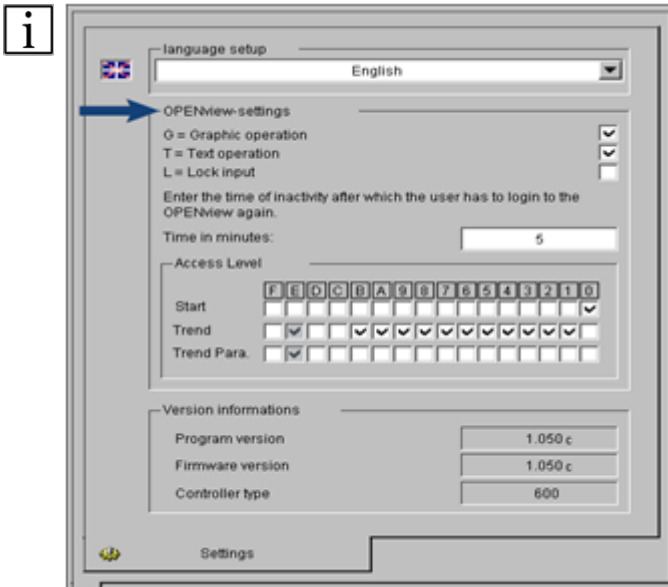 i
language setup
English
OPENview-settings
G = Graphic operation
T = Text operation
L = Lock input
Enter the time of inactivity after which the user has to login to the
OPENview again.
Time in minutes: 5
Access Level
F E D C B A 9 8 7 6 5 4 3 2 1 0
Start
Trend
Trend Para.
Version informations
Program version 1.050 c
Firmware version 1.050 c
Controller type 600
Settings